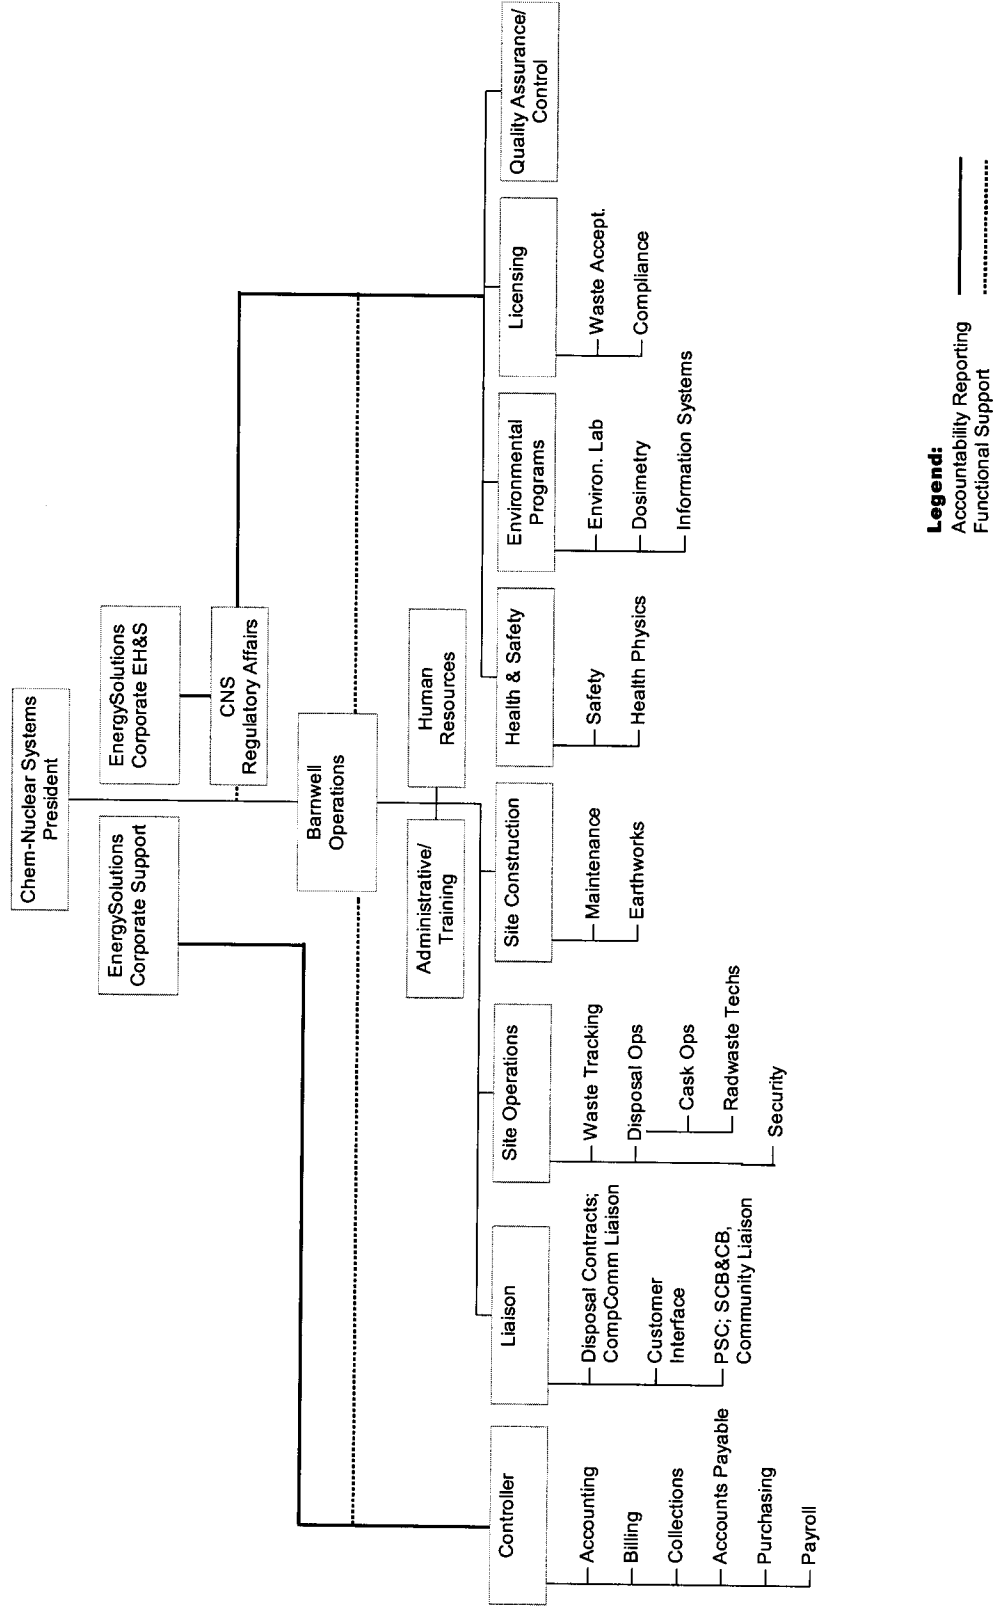 Chem-Nuclear Systems
President
EnergySolutions
Corporate Support
EnergySolutions
Corporate EH&S
CNS
Regulatory Affairs
Barnwell
Operations
Administrative/
Training
Human
Resources
Controller
Accounting
Billing
Collections
Accounts Payable
Purchasing
Payroll
Liaison
Disposal Contracts;
CompComm Liaison
Customer
Interface
PSC; SCB&CB,
Community Liaison
Site Operations
Waste Tracking
Disposal Ops
Cask Ops
Radwaste Techs
Security
Site Construction
Maintenance
Earthworks
Health & Safety
Safety
Health Physics
Environmental
Programs
Environ. Lab
Dosimetry
Information Systems
Licensing
Waste Accept.
Compliance
Quality Assurance/
Control
Legend:
Accountability Reporting
Functional Support